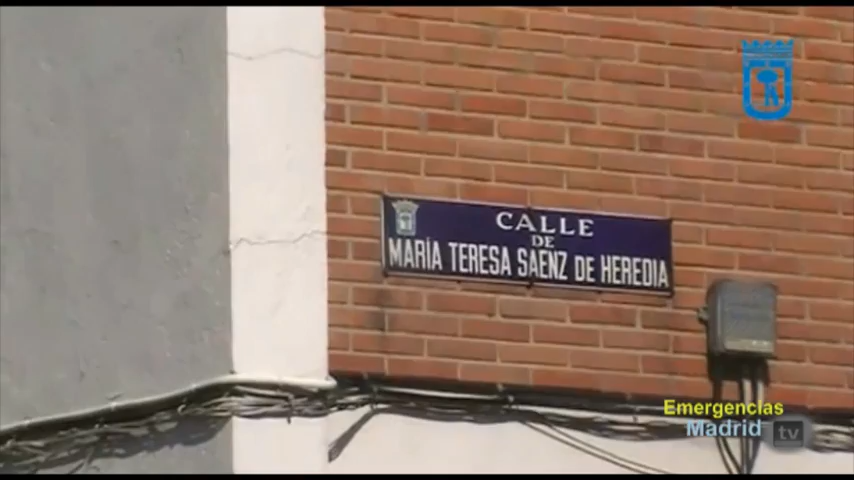 CALLE
DE
MARÍA TERESA SAENZ DE HEREDIA
Emergencias
Madrid tv